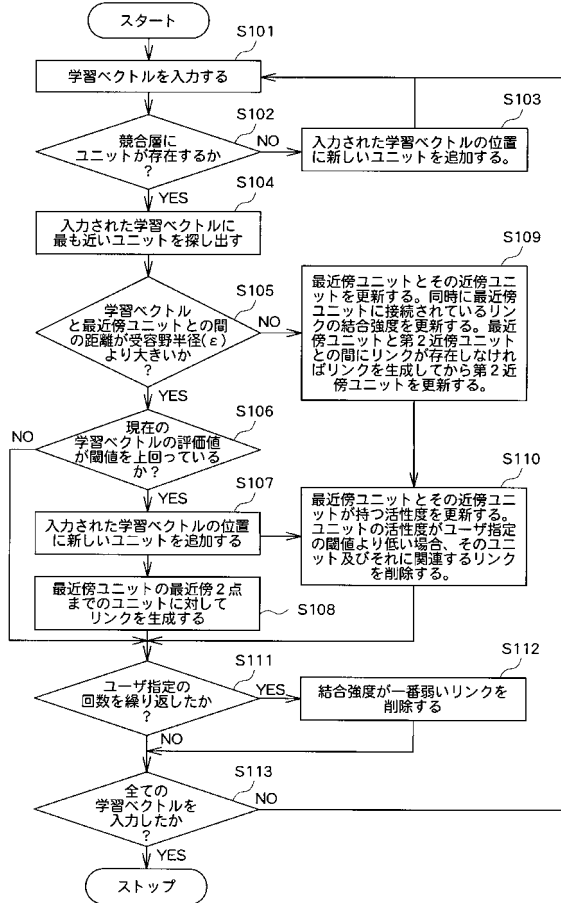 スタート
S101
学習ベクトルを入力する
S102
競合層に
ユニットが存在するか
?
NO
YES
S103
入力された学習ベクトルの位置
に新しいユニットを追加する。
S104
入力された学習ベクトルに
最も近いユニットを探し出す
S105
学習ベクトル
と最近傍ユニットとの間
の距離が受容野半径(ε)
より大きいか
?
NO
YES
S109
最近傍ユニットとその近傍ユニ
ットを更新する。同時に最近傍
ユニットに接続されているリン
クの結合強度を更新する。最近
傍ユニットと第2近傍ユニット
との間にリンクが存在しなけれ
ばリンクを生成してから第2近
傍ユニットを更新する。
S106
現在の
学習ベクトルの評価値
が閾値を上回っている
か?
NO
YES
S107
入力された学習ベクトルの位置
に新しいユニットを追加する
S110
最近傍ユニットとその近傍ユニ
ットが持つ活性度を更新する。
ユニットの活性度がユーザ指定
の閾値より低い場合、そのユニ
ット及びそれに関連するリンク
を削除する。
最近傍ユニットの最近傍2点
までのユニットに対して
リンクを生成する
S108
S111
ユーザ指定の
回数を繰り返したか
?
YES
NO
S112
結合強度が一番弱いリンクを
削除する
S113
全ての
学習ベクトルを
入力したか
?
NO
YES
ストップ